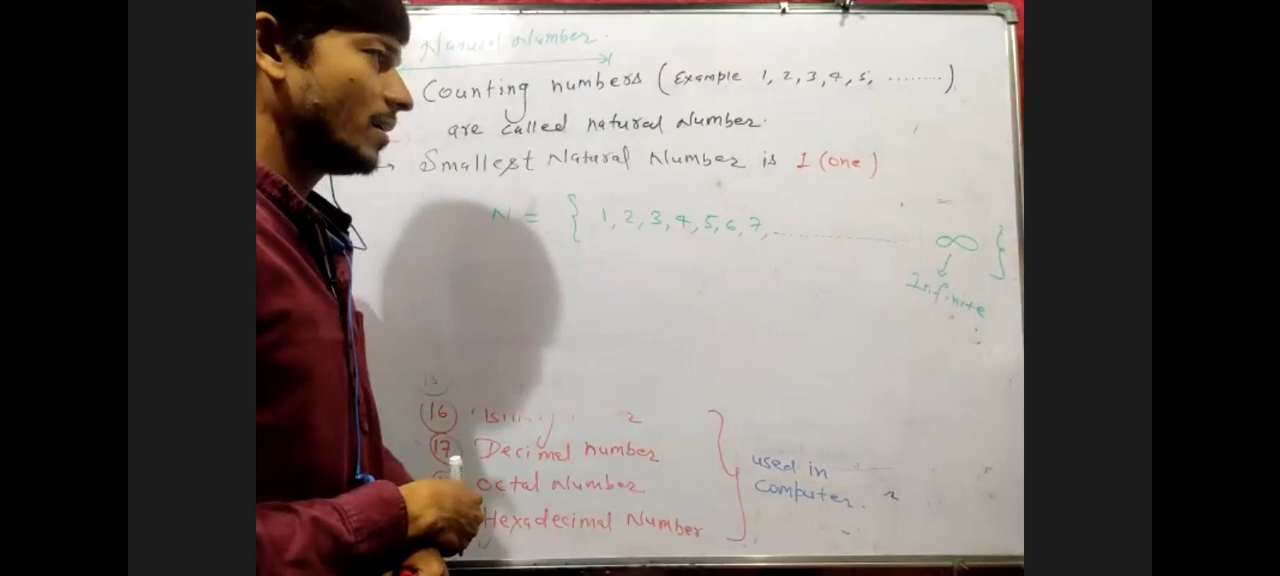 Natural Number.
Counting numbers (Example 1, 2, 3, 4, 5, ........)
are called natural Number.
→ Smallest Natural Number is 1 (one)
N = { 1, 2, 3, 4, 5, 6, 7, ............ ∞ }
Infinite
15
(16)
(17) Decimel number
octal Number
Hexadecimal Number
used in
computer.